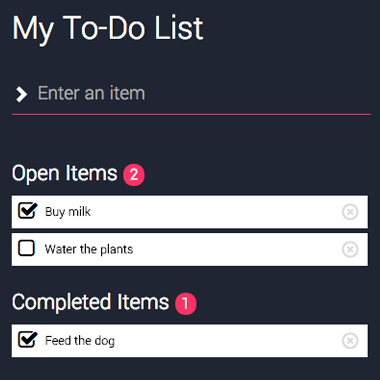 My To-Do List
Enter an item
Open Items 2
Buy milk
Water the plants
Completed Items 1
Feed the dog